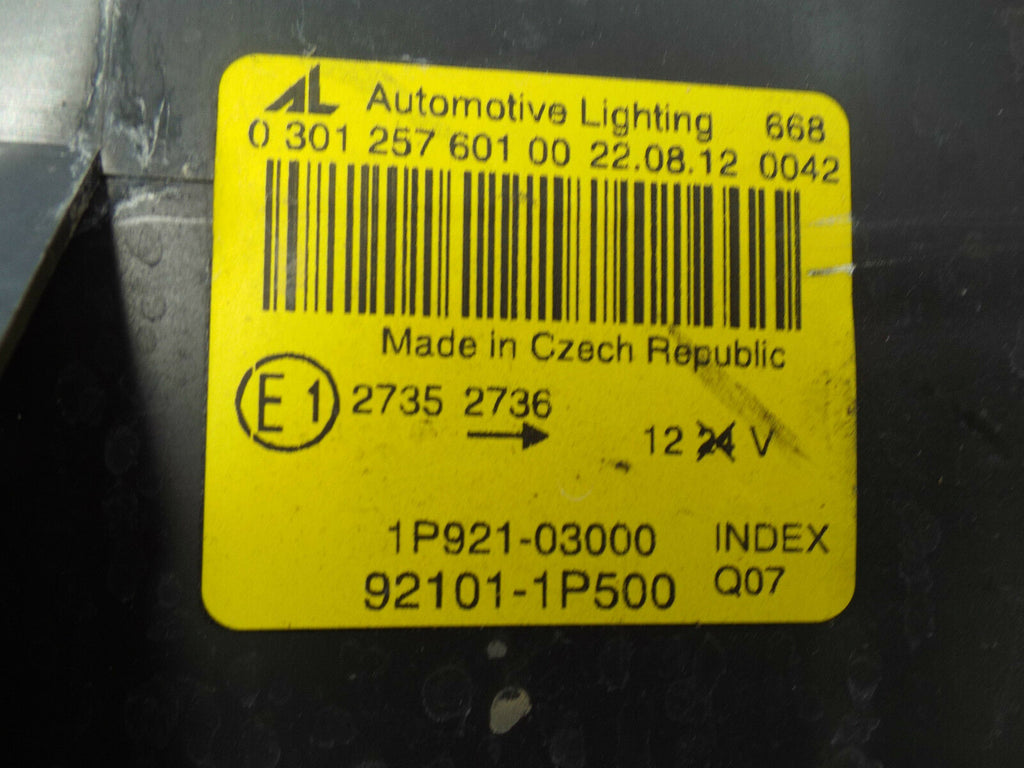 AL Automotive Lighting 668
0 301 257 601 00 22.08.12 0042
Made in Czech Republic
E1 2735 2736
12 24 V
1P921-03000 INDEX
92101-1P500 Q07